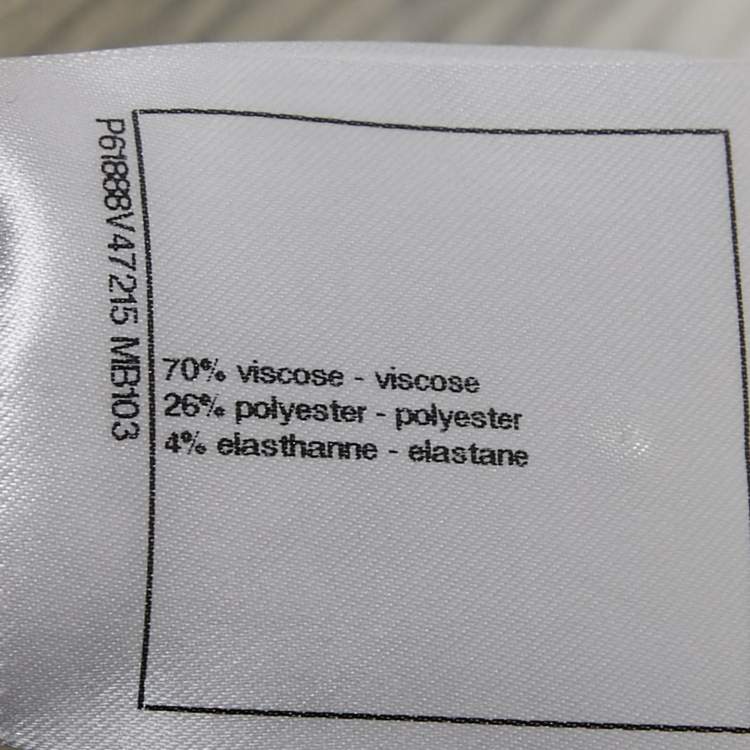 P61888V47215 MB103
70% viscose - viscose
26% polyester - polyester
4% elasthanne - elastane